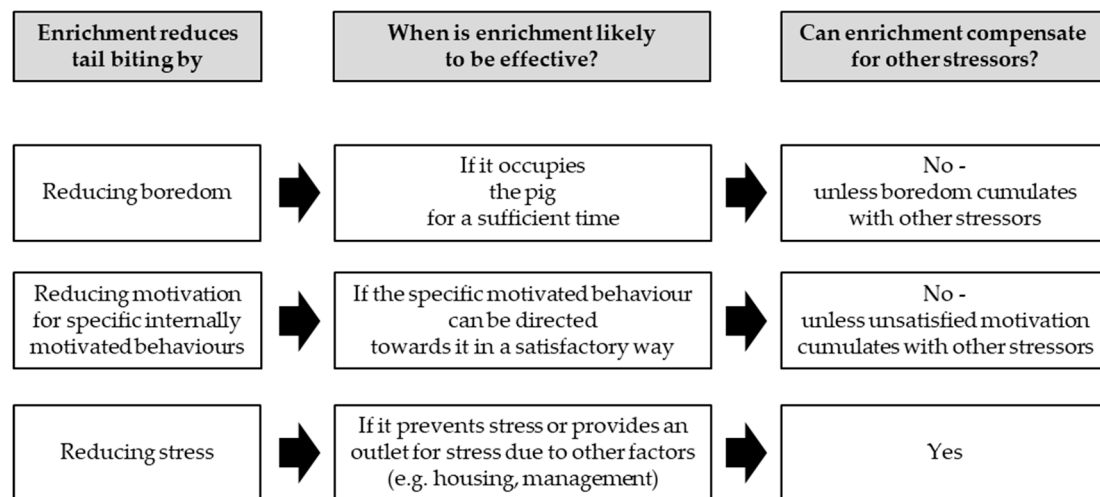 Enrichment reduces
tail biting by
When is enrichment likely
to be effective?
Can enrichment compensate
for other stressors?
Reducing boredom
If it occupies
the pig
for a sufficient time
No -
unless boredom cumulates
with other stressors
Reducing motivation
for specific internally
motivated behaviours
If the specific motivated behaviour
can be directed
towards it in a satisfactory way
No -
unless unsatisfied motivation
cumulates with other stressors
Reducing stress
If it prevents stress or provides an
outlet for stress due to other factors
(e.g. housing, management)
Yes